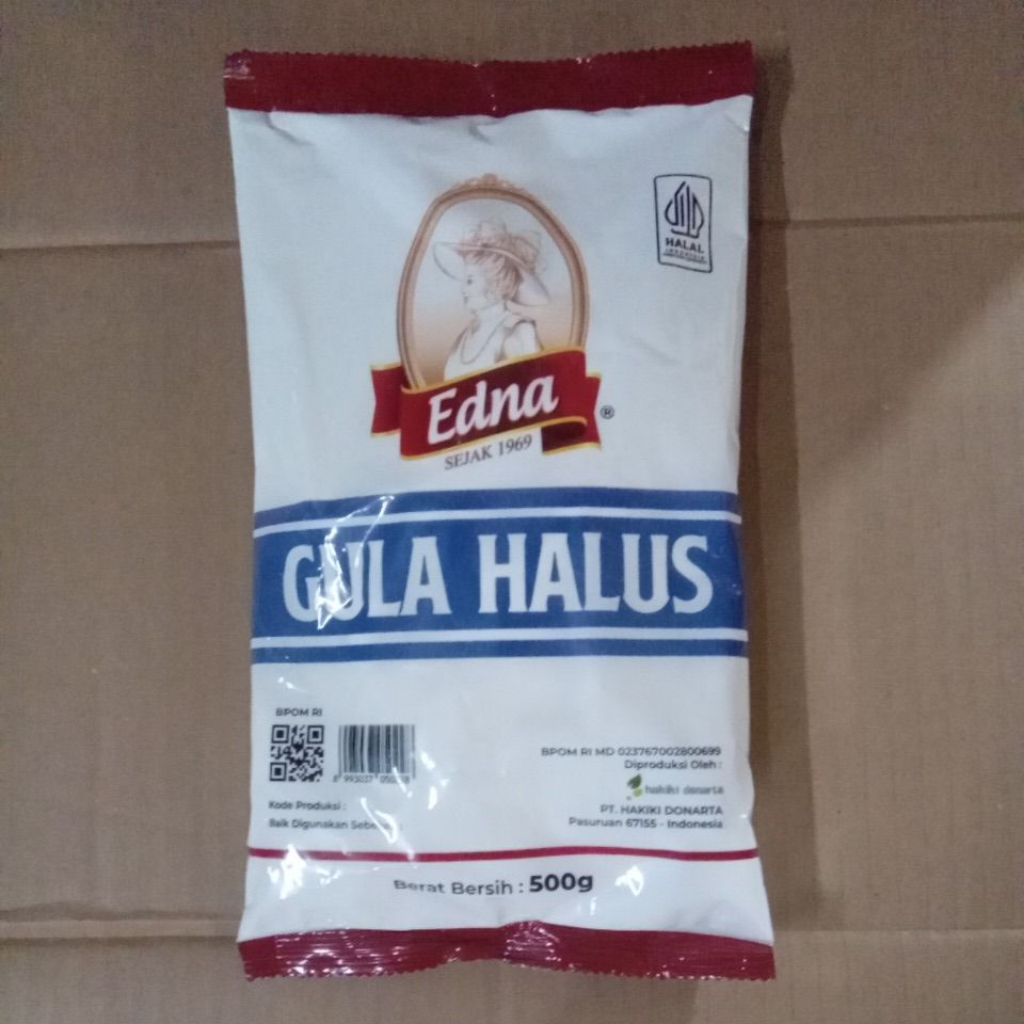 HALAL
INDONESIA
Edna
®
SEJAK 1969
GULA HALUS
BPOM RI
BPOM RI MD 023767002800699
Diproduksi Oleh :
hakiki donarta
PT. HAKIKI DONARTA
Pasuruan 67155 - Indonesia
Kode Produksi :
Baik Digunakan
Berat Bersih : 500g